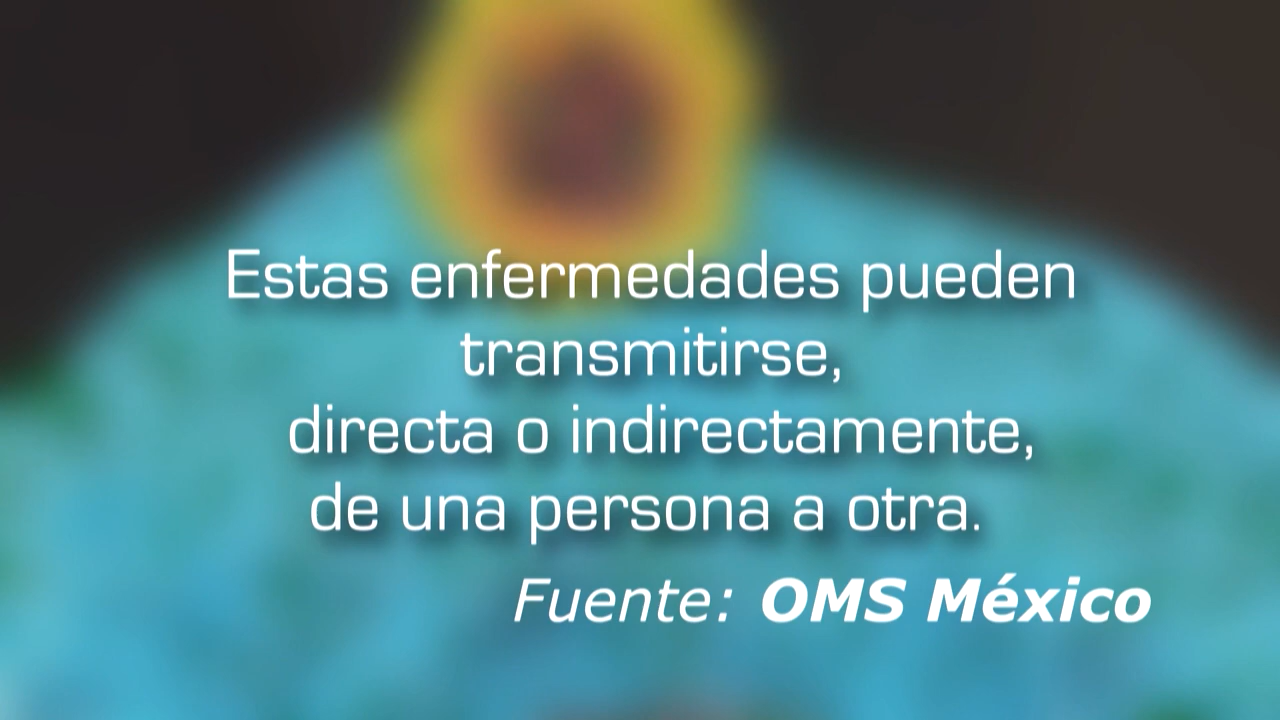 Estas enfermedades pueden
transmitirse,
directa o indirectamente,
de una persona a otra.
Fuente: OMS México